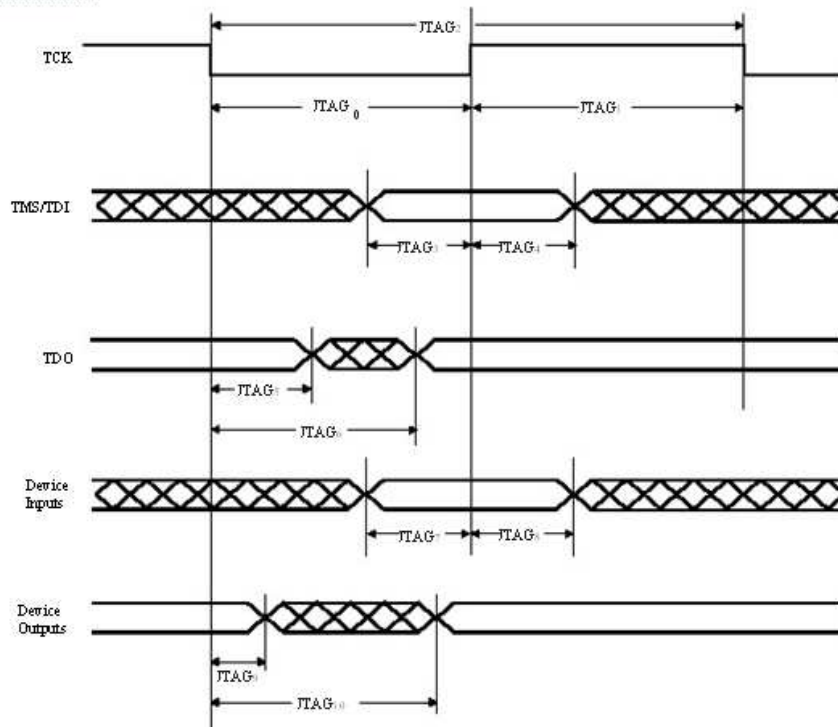 JTAG₂
TCK
JTAG₀
JTAG₁
TMS/TDI
JTAG₃
JTAG₄
TDO
JTAG₅
JTAG₆
Device
Inputs
JTAG₇
JTAG₈
Device
Outputs
JTAG₉
JTAG₁₀